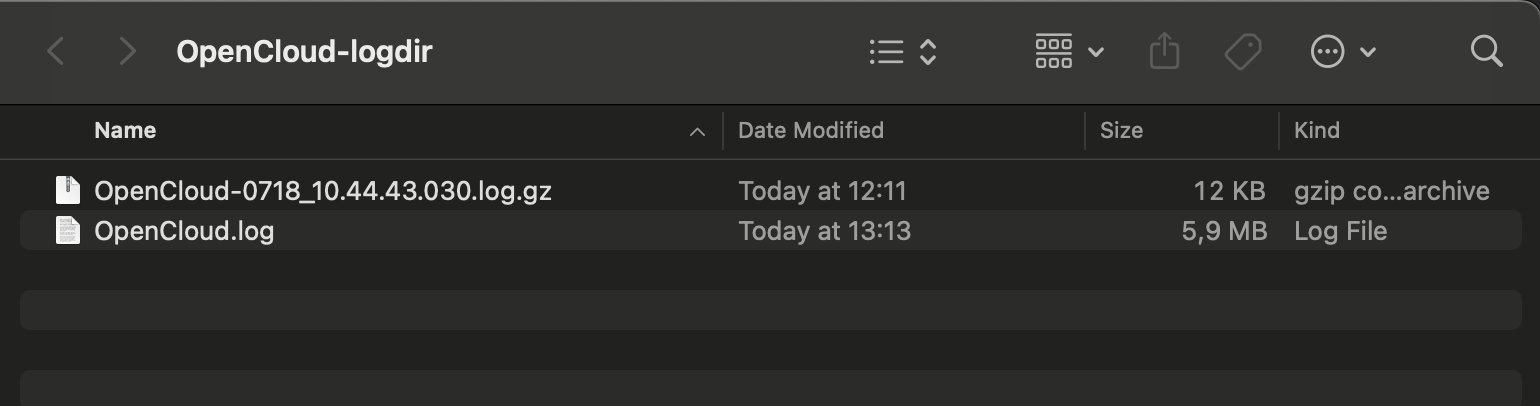 OpenCloud-logdir
Name Date Modified Size Kind
OpenCloud-0718_10.44.43.030.log.gz Today at 12:11 12 KB gzip co...archive
OpenCloud.log Today at 13:13 5,9 MB Log File